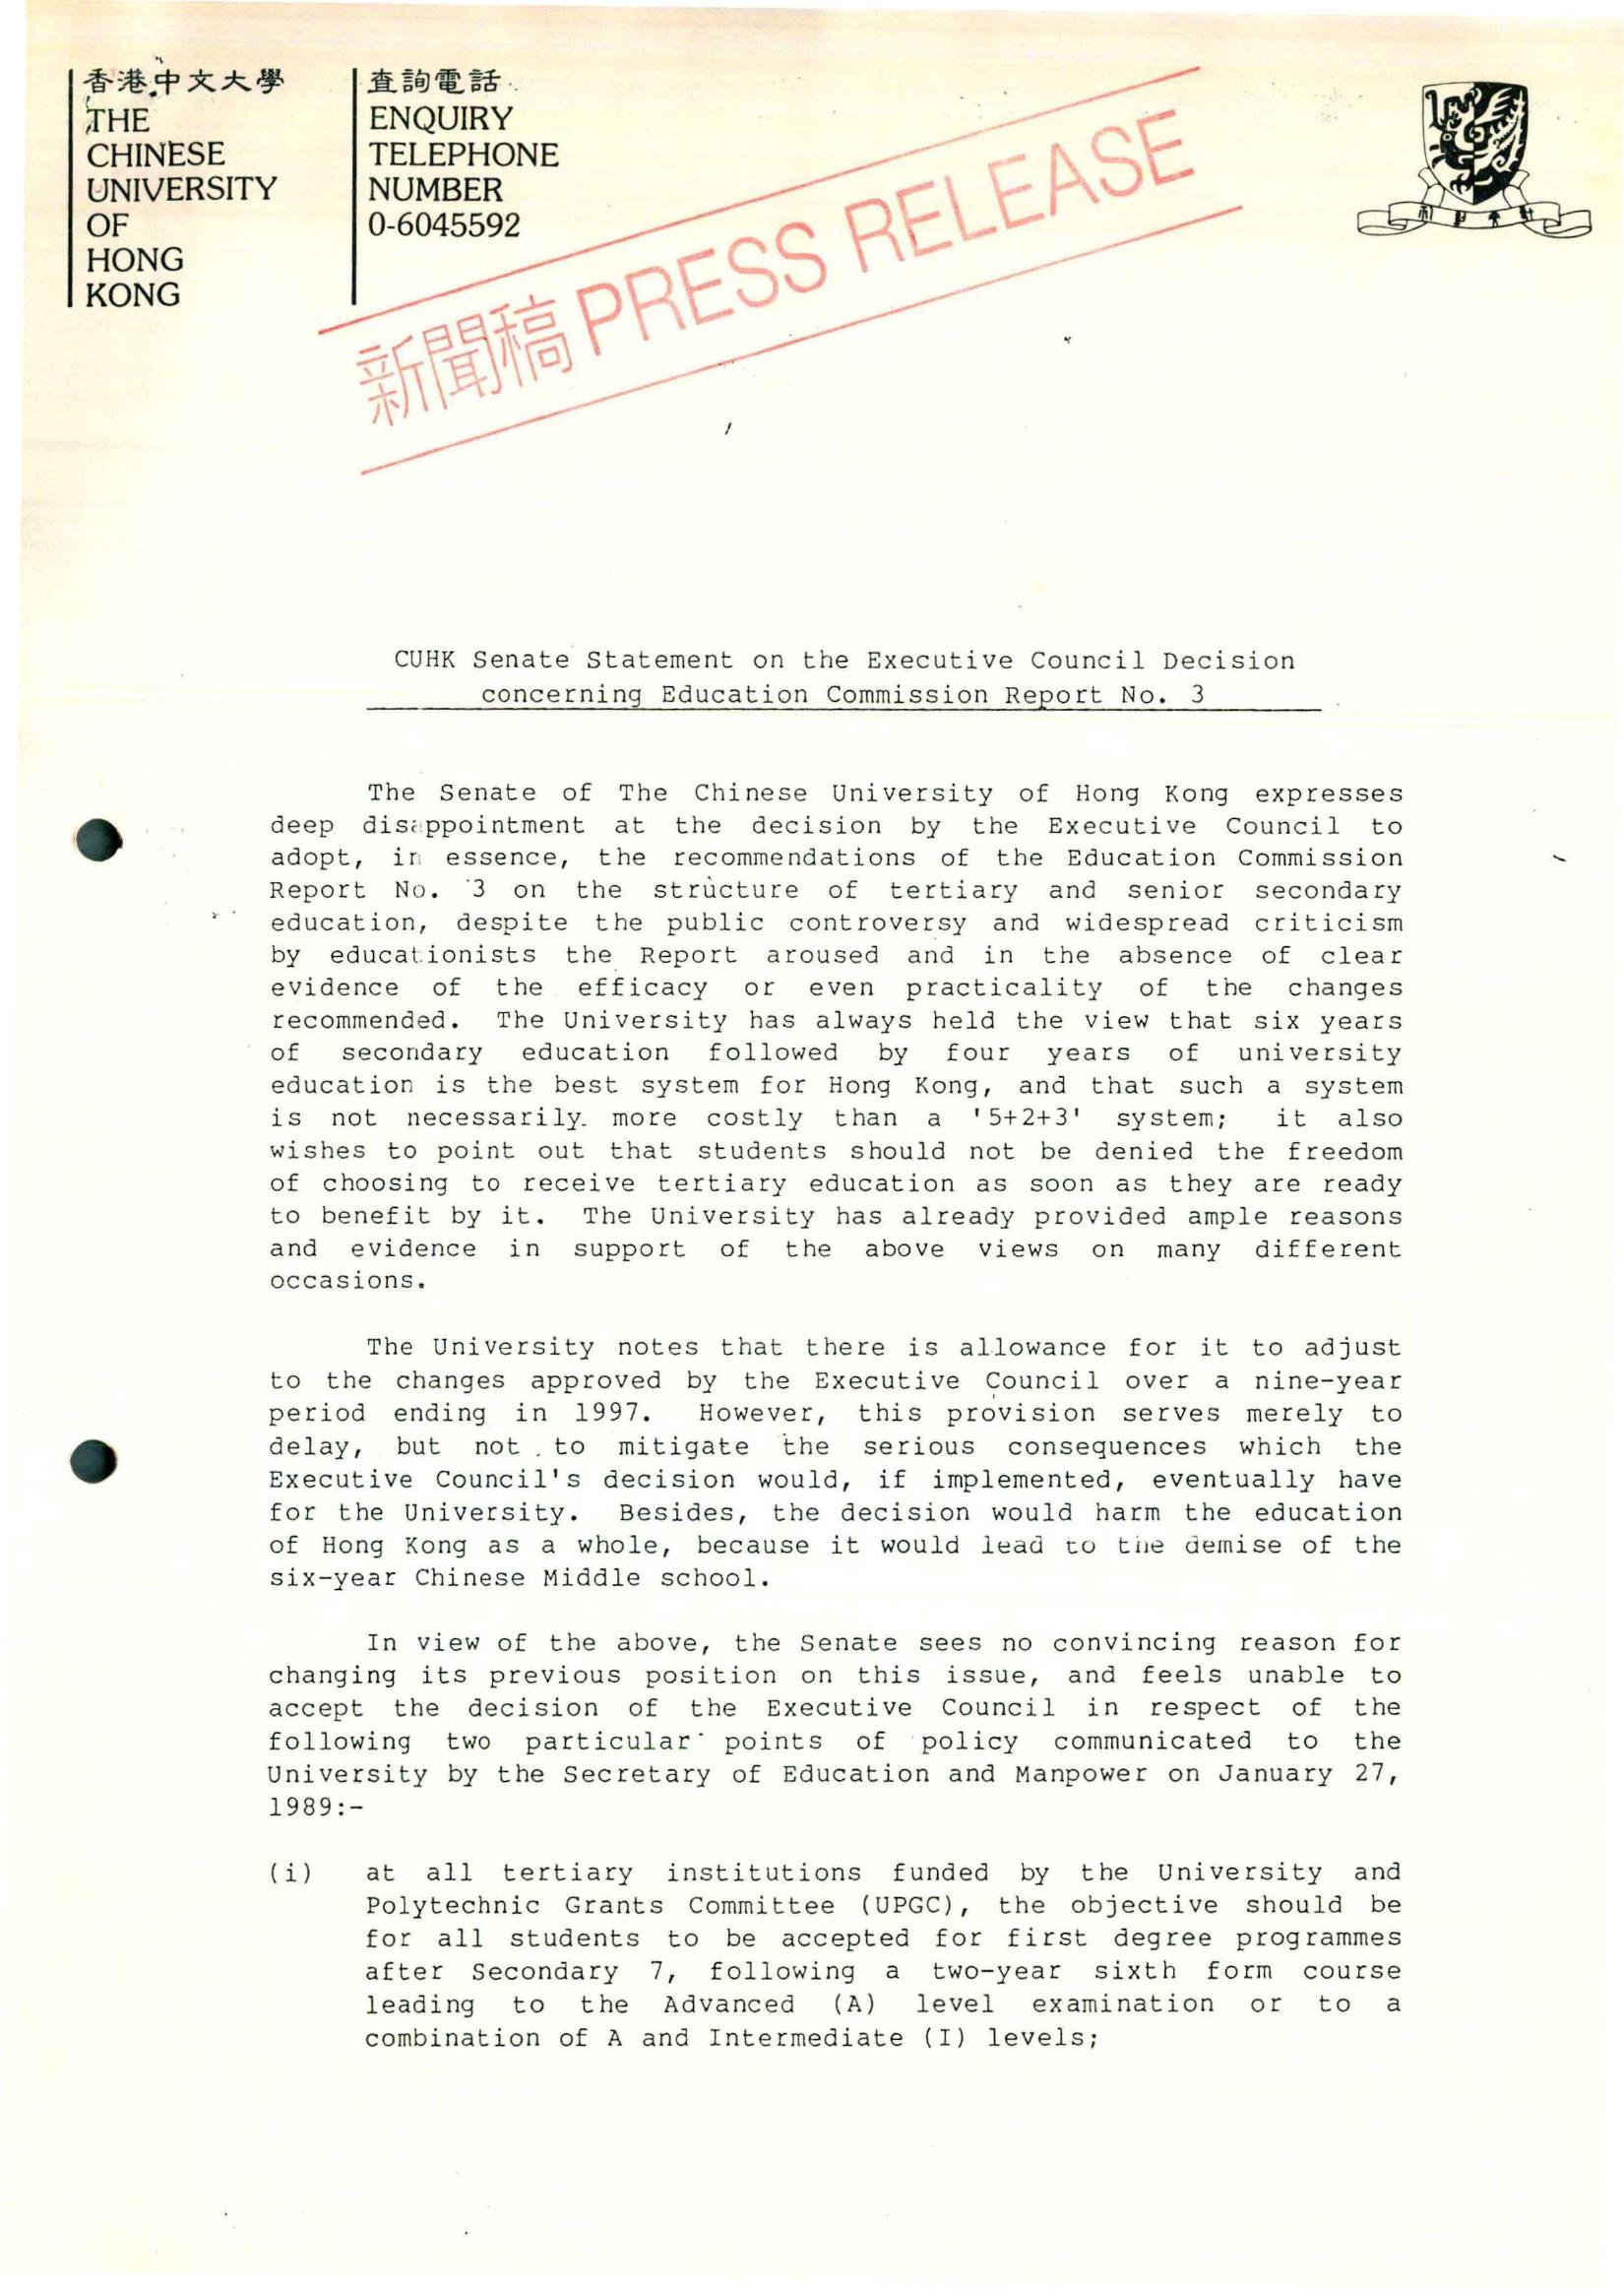 香港中文大學
THE
CHINESE
UNIVERSITY
OF
HONG
KONG
查詢電話
ENQUIRY
TELEPHONE
NUMBER
0-6045592
新聞稿 PRESS RELEASE
CUHK Senate Statement on the Executive Council Decision
concerning Education Commission Report No. 3
The Senate of The Chinese University of Hong Kong expresses
deep disappointment at the decision by the Executive Council to
adopt, in essence, the recommendations of the Education Commission
Report No. 3 on the structure of tertiary and senior secondary
education, despite the public controversy and widespread criticism
by educationists the Report aroused and in the absence of clear
evidence of the efficacy or even practicality of the changes
recommended. The University has always held the view that six years
of secondary education followed by four years of university
education is the best system for Hong Kong, and that such a system
is not necessarily more costly than a '5+2+3' system; it also
wishes to point out that students should not be denied the freedom
of choosing to receive tertiary education as soon as they are ready
to benefit by it. The University has already provided ample reasons
and evidence in support of the above views on many different
occasions.
The University notes that there is allowance for it to adjust
to the changes approved by the Executive Council over a nine-year
period ending in 1997. However, this provision serves merely to
delay, but not to mitigate the serious consequences which the
Executive Council's decision would, if implemented, eventually have
for the University. Besides, the decision would harm the education
of Hong Kong as a whole, because it would lead to the demise of the
six-year Chinese Middle school.
In view of the above, the Senate sees no convincing reason for
changing its previous position on this issue, and feels unable to
accept the decision of the Executive Council in respect of the
following two particular points of policy communicated to the
University by the Secretary of Education and Manpower on January 27,
1989:-
(i) at all tertiary institutions funded by the University and
Polytechnic Grants Committee (UPGC), the objective should be
for all students to be accepted for first degree programmes
after Secondary 7, following a two-year sixth form course
leading to the Advanced (A) level examination or to a
combination of A and Intermediate (I) levels;